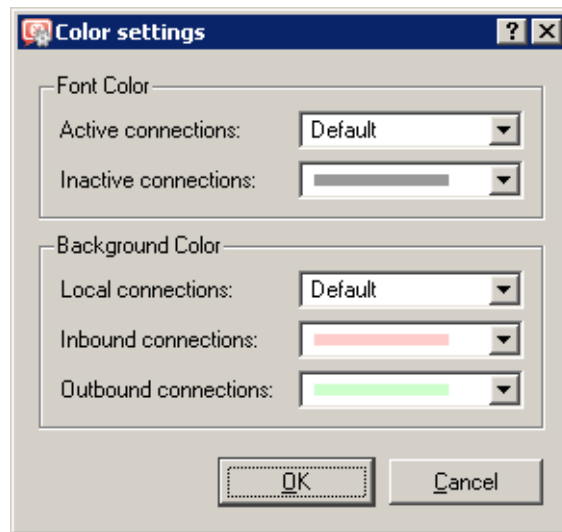 Color settings
?
Font Color
Active connections: Default
Inactive connections:
Background Color
Local connections: Default
Inbound connections:
Outbound connections:
OK Cancel